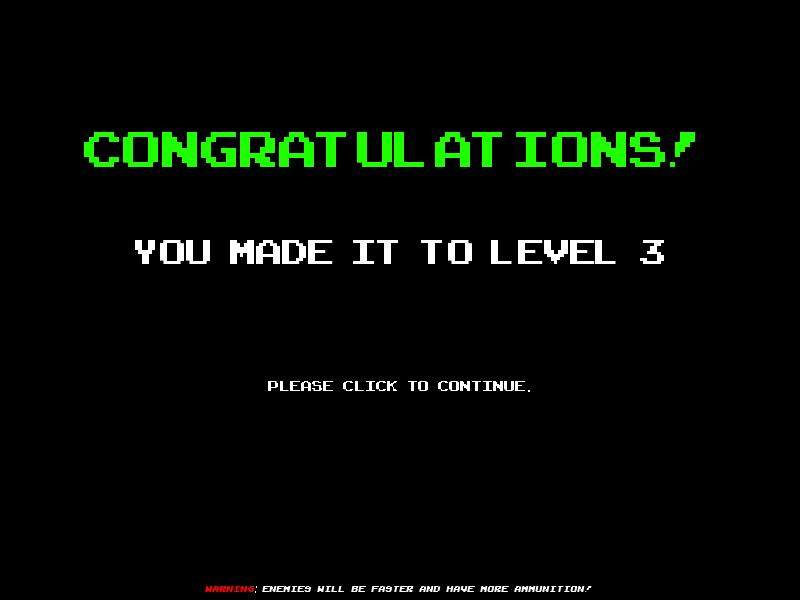 CONGRATULATIONS!
YOU MADE IT TO LEVEL 3
PLEASE CLICK TO CONTINUE.
WARNING: ENEMIES WILL BE FASTER AND HAVE MORE AMMUNITION!